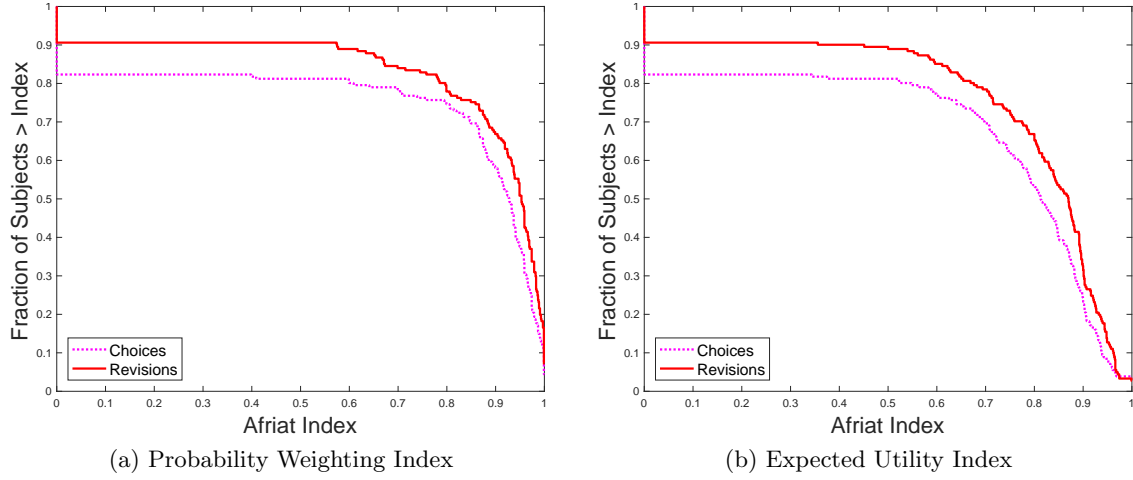 1
0.9
0.8
0.7
0.6
0.5
0.4
0.3
0.2
0.1
0
Fraction of Subjects > Index
Choices
Revisions
0 0.1 0.2 0.3 0.4 0.5 0.6 0.7 0.8 0.9 1
Afriat Index
(a) Probability Weighting Index
1
0.9
0.8
0.7
0.6
0.5
0.4
0.3
0.2
0.1
0
Fraction of Subjects > Index
Choices
Revisions
0 0.1 0.2 0.3 0.4 0.5 0.6 0.7 0.8 0.9 1
Afriat Index
(b) Expected Utility Index